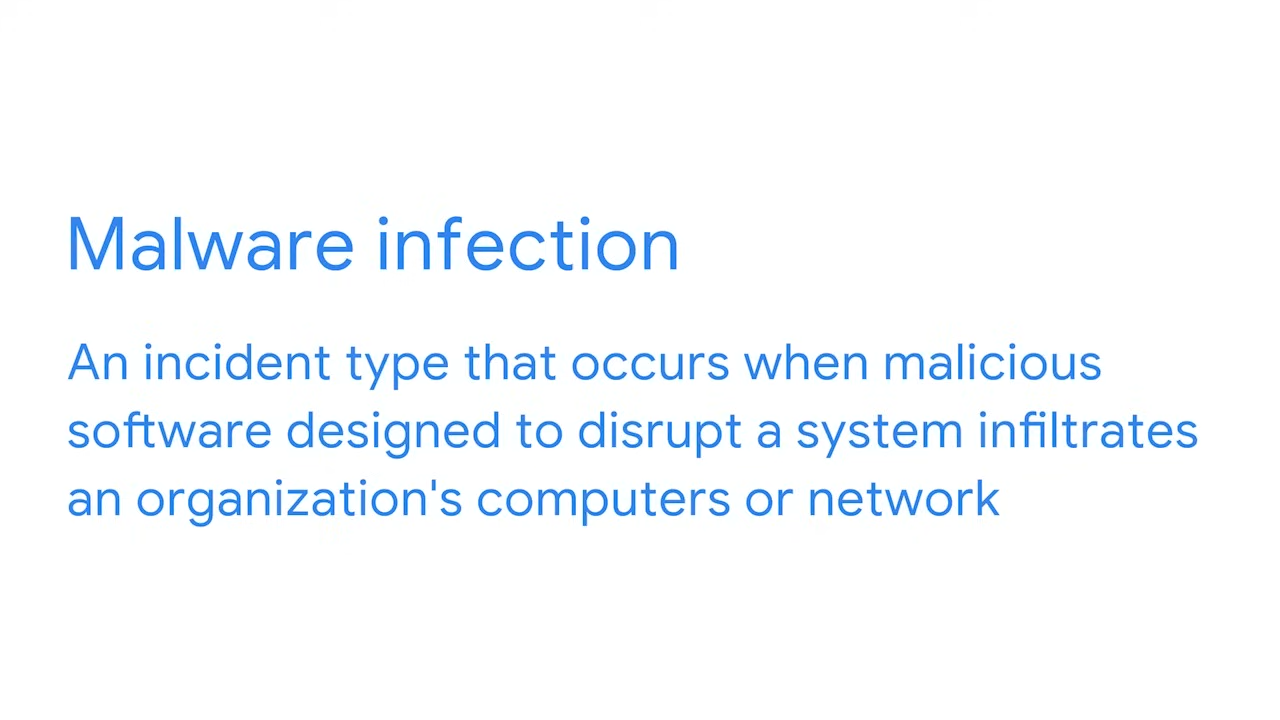 Malware infection
An incident type that occurs when malicious
software designed to disrupt a system infiltrates
an organization's computers or network